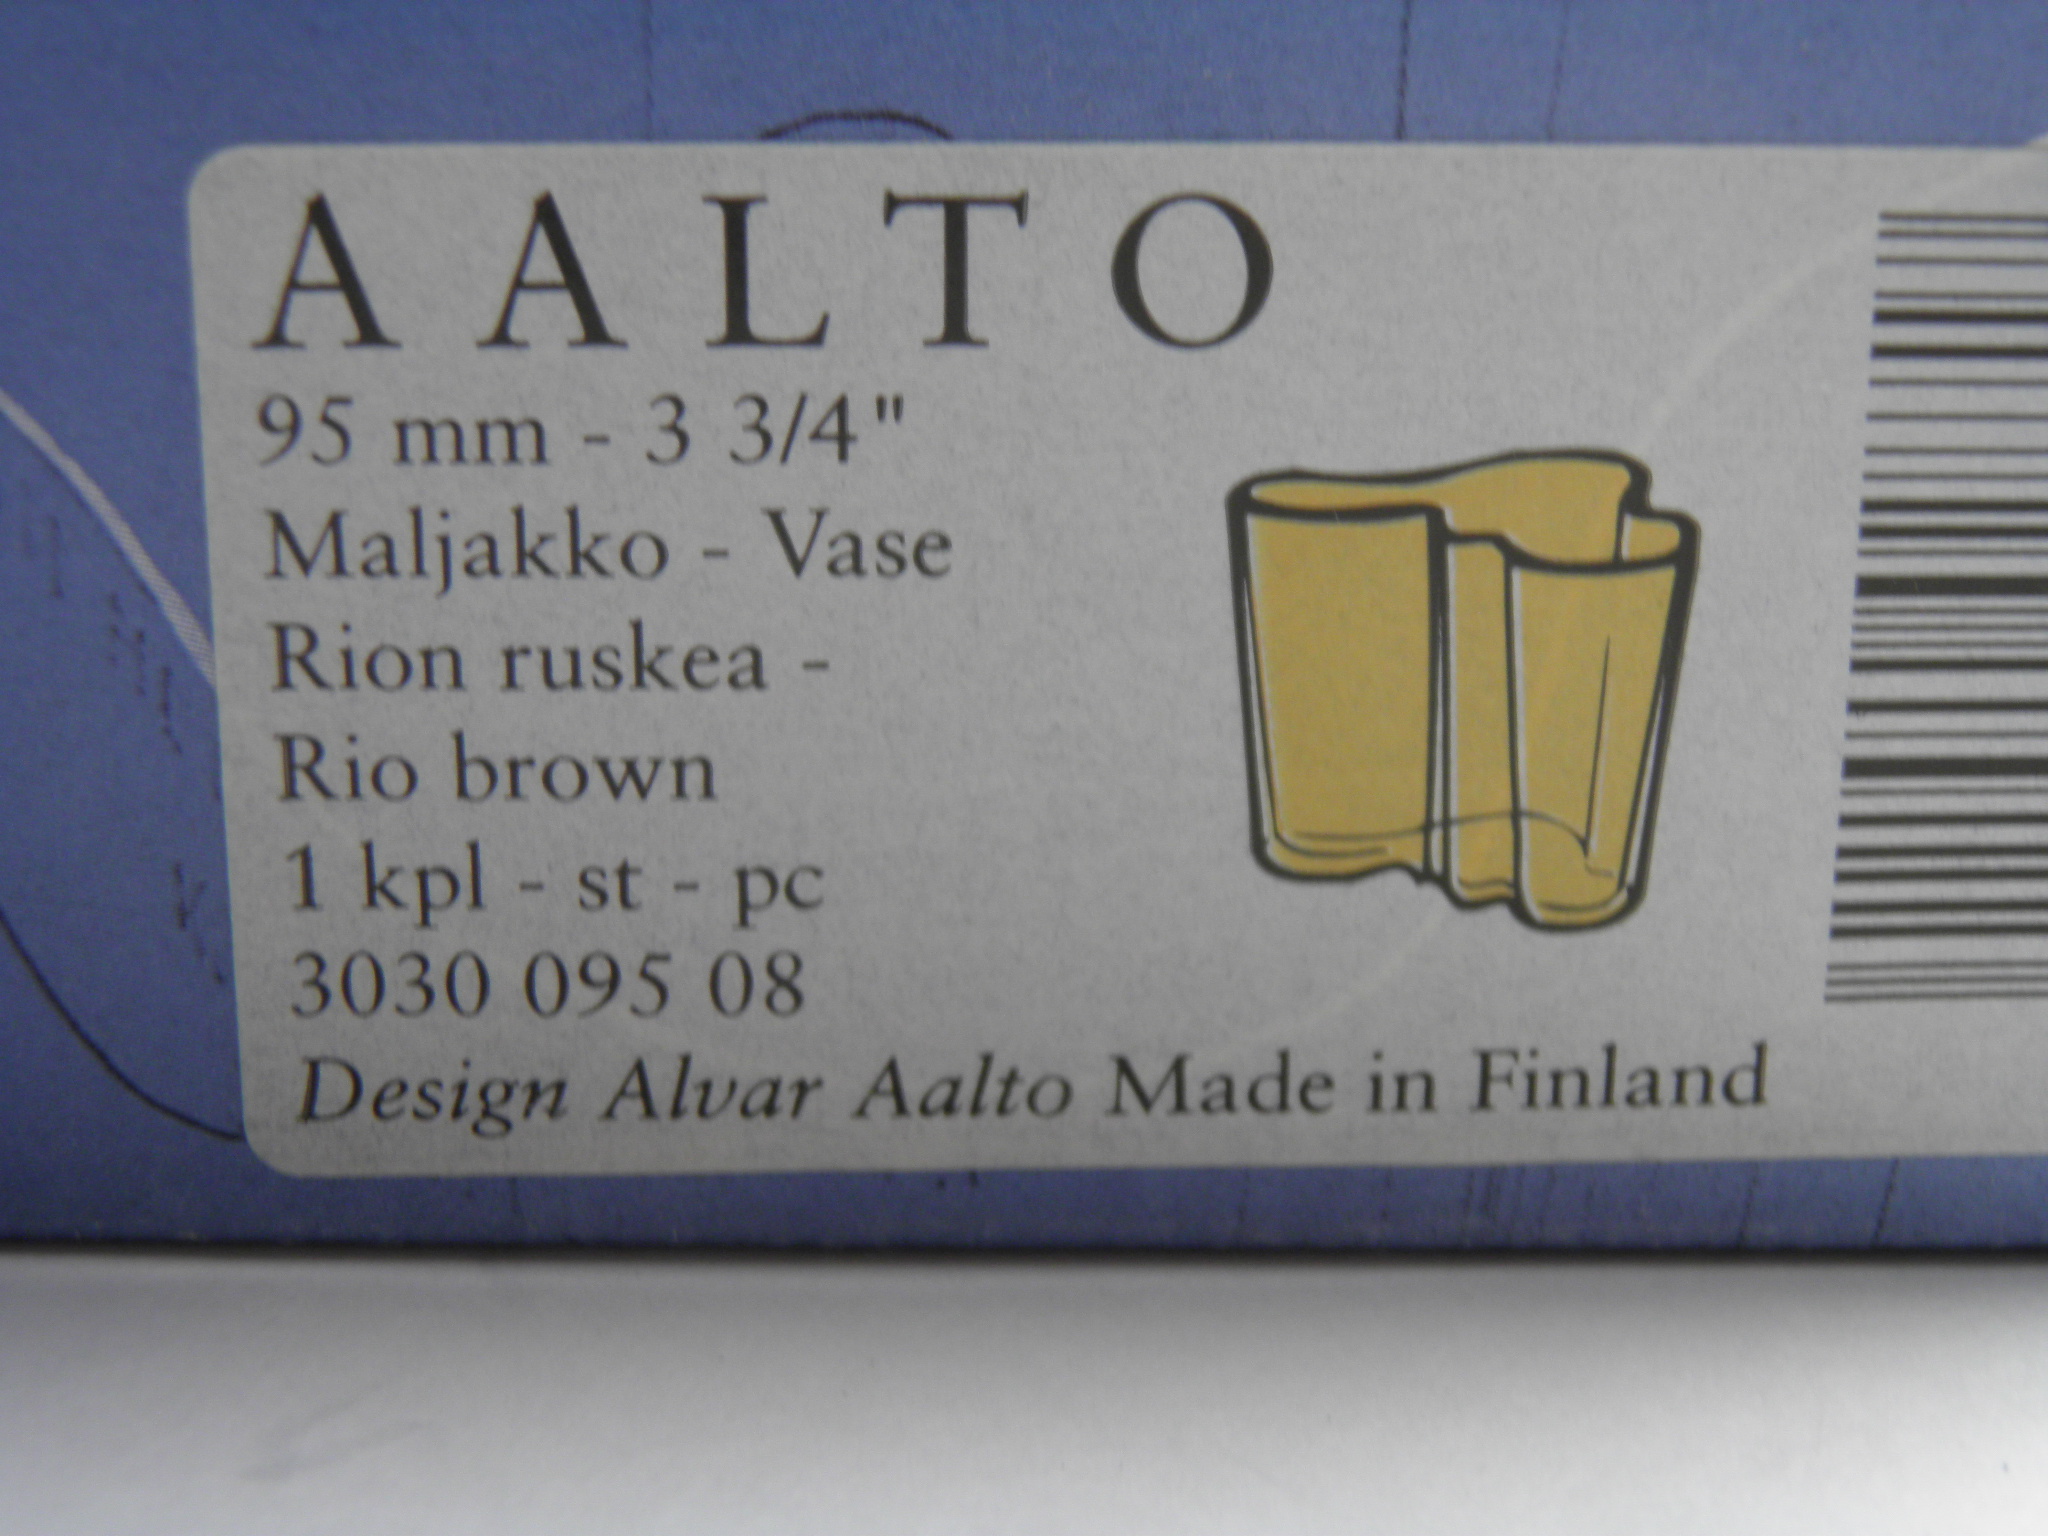 AALTO
95 mm - 3 3/4"
Maljakko - Vase
Rion ruskea -
Rio brown
1 kpl - st - pc
3030 095 08
Design Alvar Aalto Made in Finland